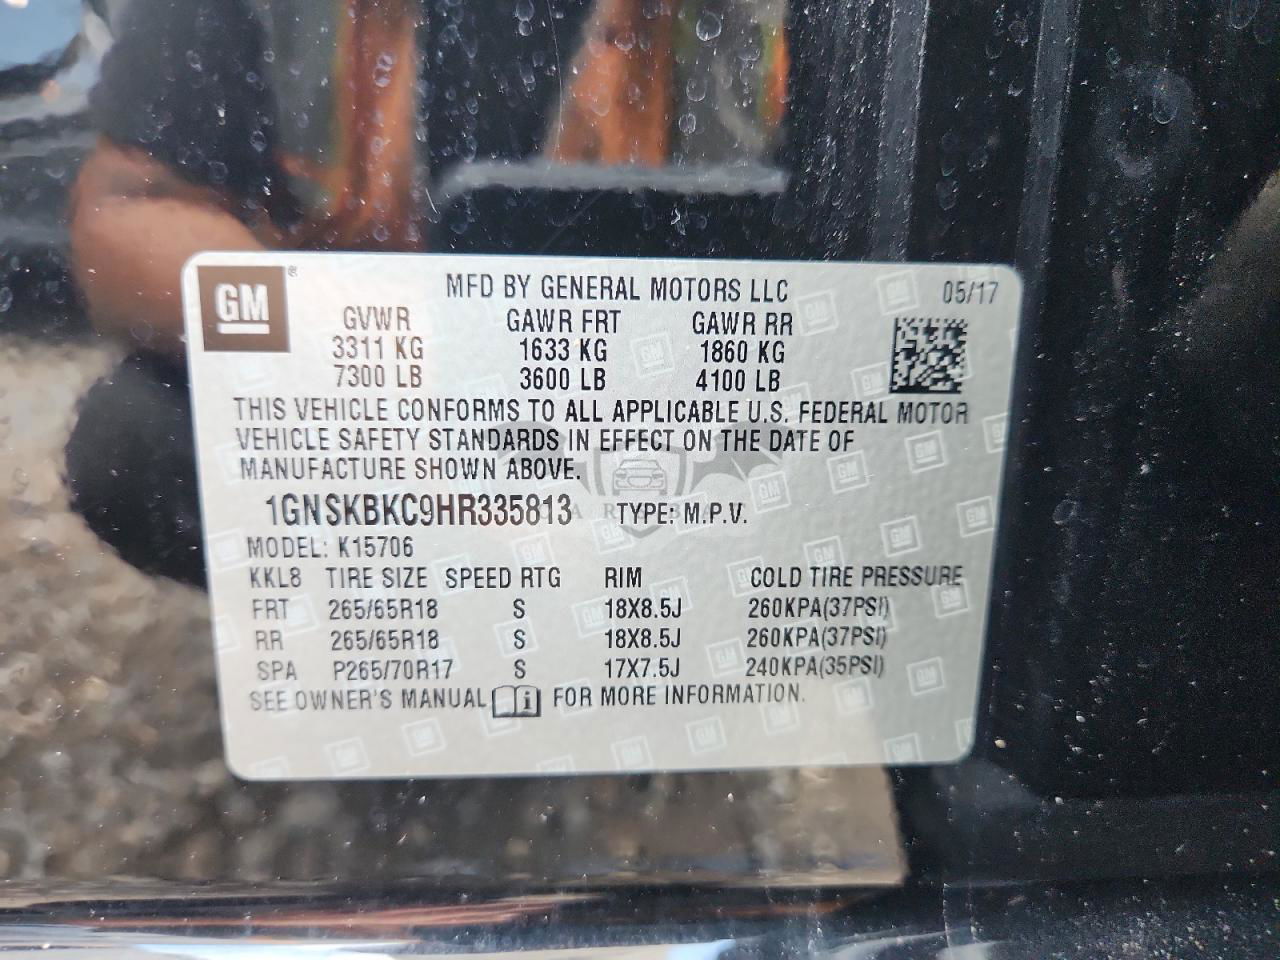 GM®
MFD BY GENERAL MOTORS LLC 05/17
GVWR GAWR FRT GAWR RR
3311 KG 1633 KG 1860 KG
7300 LB 3600 LB 4100 LB
THIS VEHICLE CONFORMS TO ALL APPLICABLE U.S. FEDERAL MOTOR
VEHICLE SAFETY STANDARDS IN EFFECT ON THE DATE OF
MANUFACTURE SHOWN ABOVE.
1GNSKBKC9HR335813 TYPE: M.P.V.
MODEL: K15706
KKL8 TIRE SIZE SPEED RTG RIM COLD TIRE PRESSURE
FRT 265/65R18 S 18X8.5J 260KPA(37PSI)
RR 265/65R18 S 18X8.5J 260KPA(37PSI)
SPA P265/70R17 S 17X7.5J 240KPA(35PSI)
SEE OWNER'S MANUAL i FOR MORE INFORMATION.